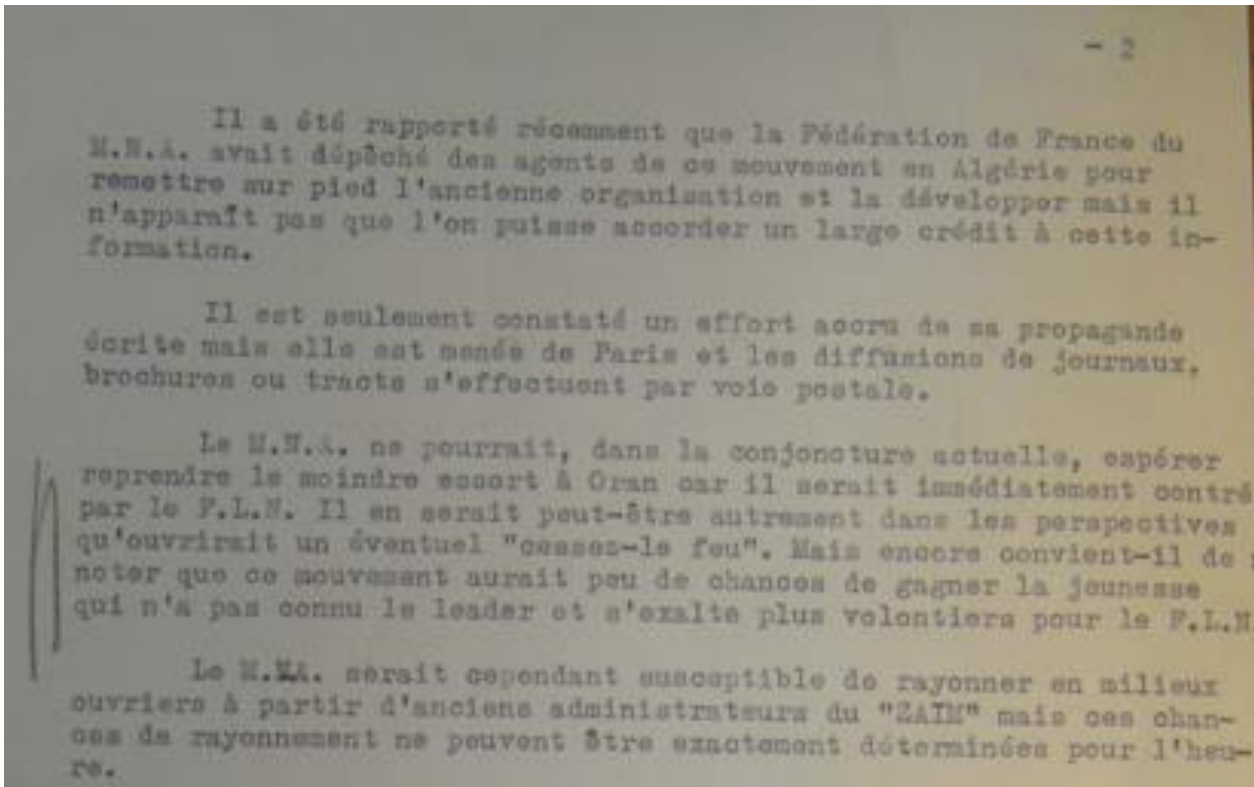 - 2
Il a été rapporté récemment que la Fédération de France du
M.N.A. avait dépêché des agents de ce mouvement en Algérie pour
remettre sur pied l'ancienne organisation et la développer mais il
n'apparaît pas que l'on puisse accorder un large crédit à cette in-
formation.
Il est seulement constaté un effort accru de sa propagande
écrite mais elle est menée de Paris et les diffusions de journaux,
brochures ou tracts s'effectuent par voie postale.
Le M.N.A. ne pourrait, dans la conjoncture actuelle, espérer
reprendre le moindre essort à Oran car il serait immédiatement contré
par le F.L.N. Il en serait peut-être autrement dans les perspectives
qu'ouvrirait un éventuel "cessez-le feu". Mais encore convient-il de
noter que ce mouvement aurait peu de chances de gagner la jeunesse
qui n'a pas connu le leader et s'exalte plus volontiers pour le F.L.N
Le M.NA. serait cependant susceptible de rayonner en milieux
ouvriers à partir d'anciens administrateurs du "ZAIM" mais ces chan-
ces de rayonnement ne peuvent être exactement déterminées pour l'heu-
re.